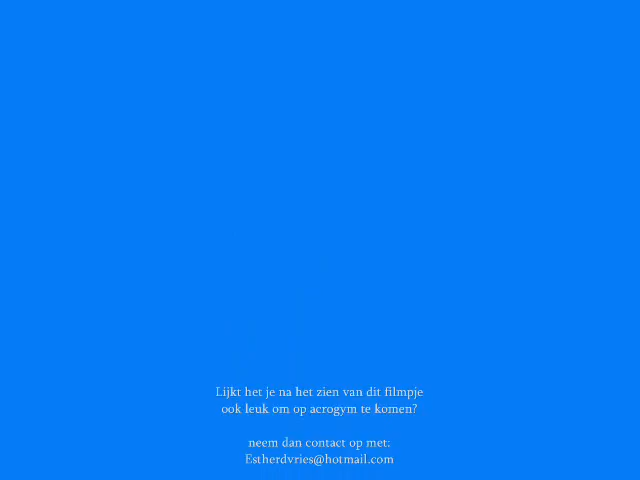 Lijkt het je na het zien van dit filmpje
ook leuk om op acrogym te komen?
neem dan contact op met:
Estherdvries@hotmail.com